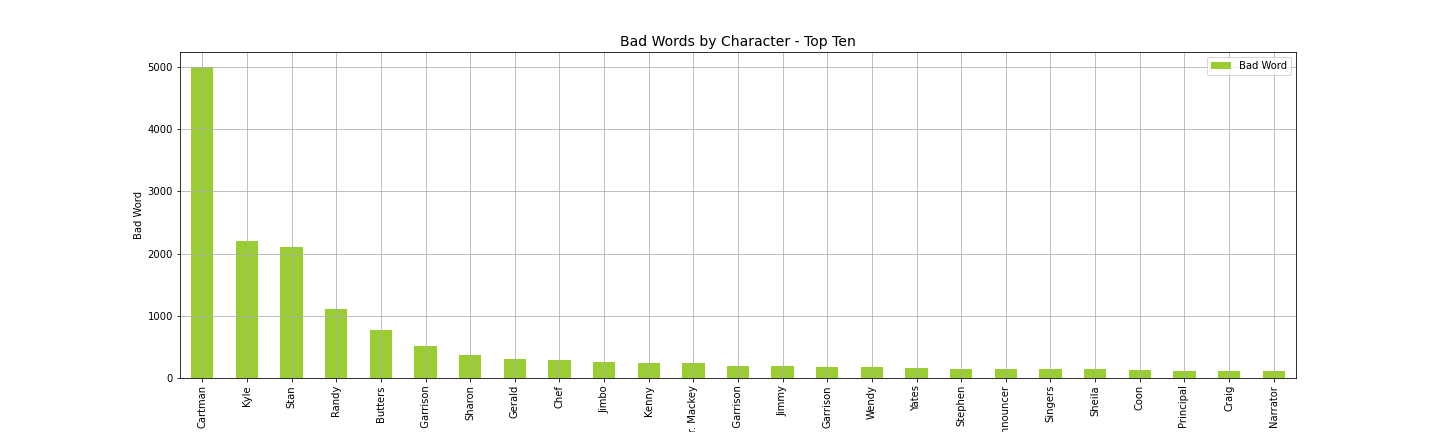 Bad Words by Character - Top Ten
Bad Word
5000
4000
3000
2000
1000
0
Bad Word
Cartman
Kyle
Stan
Randy
Butters
Garrison
Sharon
Gerald
Chef
Jimbo
Kenny
r. Mackey
Garrison
Jimmy
Garrison
Wendy
Yates
Stephen
nnouncer
Singers
Sheila
Coon
Principal
Craig
Narrator